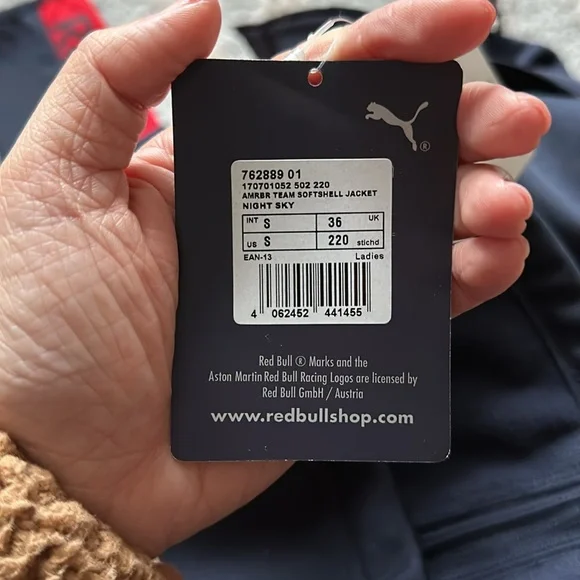 ®
762889 01
170701052 502 220
AMRBR TEAM SOFTSHELL JACKET
NIGHT SKY
INT S 36 UK
US S 220 stichd
EAN-13 Ladies
4 062452 441455
Red Bull ® Marks and the
Aston Martin Red Bull Racing Logos are licensed by
Red Bull GmbH / Austria
www.redbullshop.com